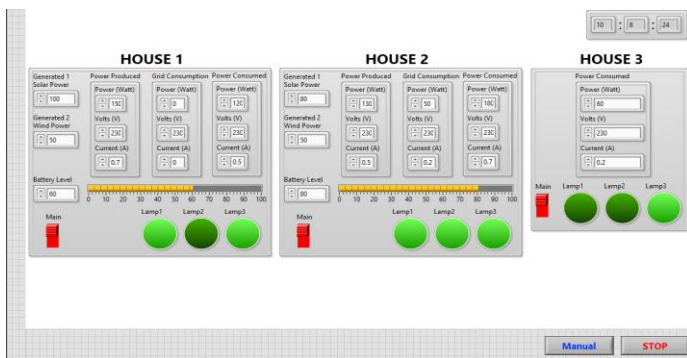 10 : 8 : 24
HOUSE 1
Generated 1
Solar Power
100
Generated 2
Wind Power
50
Battery Level
60
Power Produced
Power (Watt)
150
Volts (V)
230
Current (A)
0.7
Grid Consumption
Power (Watt)
0
Volts (V)
230
Current (A)
0
Power Consumed
Power (Watt)
120
Volts (V)
230
Current (A)
0.5
0 10 20 30 40 50 60 70 80 90 100
Main
Lamp1 Lamp2 Lamp3
HOUSE 2
Generated 1
Solar Power
80
Generated 2
Wind Power
50
Battery Level
80
Power Produced
Power (Watt)
130
Volts (V)
230
Current (A)
0.5
Grid Consumption
Power (Watt)
50
Volts (V)
230
Current (A)
0.2
Power Consumed
Power (Watt)
180
Volts (V)
230
Current (A)
0.7
0 10 20 30 40 50 60 70 80 90 100
Main
Lamp1 Lamp2 Lamp3
HOUSE 3
Power Consumed
Power (Watt)
60
Volts (V)
230
Current (A)
0.2
Main Lamp1 Lamp2 Lamp3
Manual STOP